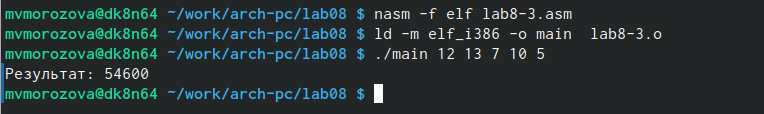 mvmorozova@dk8n64 ~/work/arch-pc/lab08 $ nasm -f elf lab8-3.asm
mvmorozova@dk8n64 ~/work/arch-pc/lab08 $ ld -m elf_i386 -o main  lab8-3.o
mvmorozova@dk8n64 ~/work/arch-pc/lab08 $ ./main 12 13 7 10 5
Результат: 54600
mvmorozova@dk8n64 ~/work/arch-pc/lab08 $